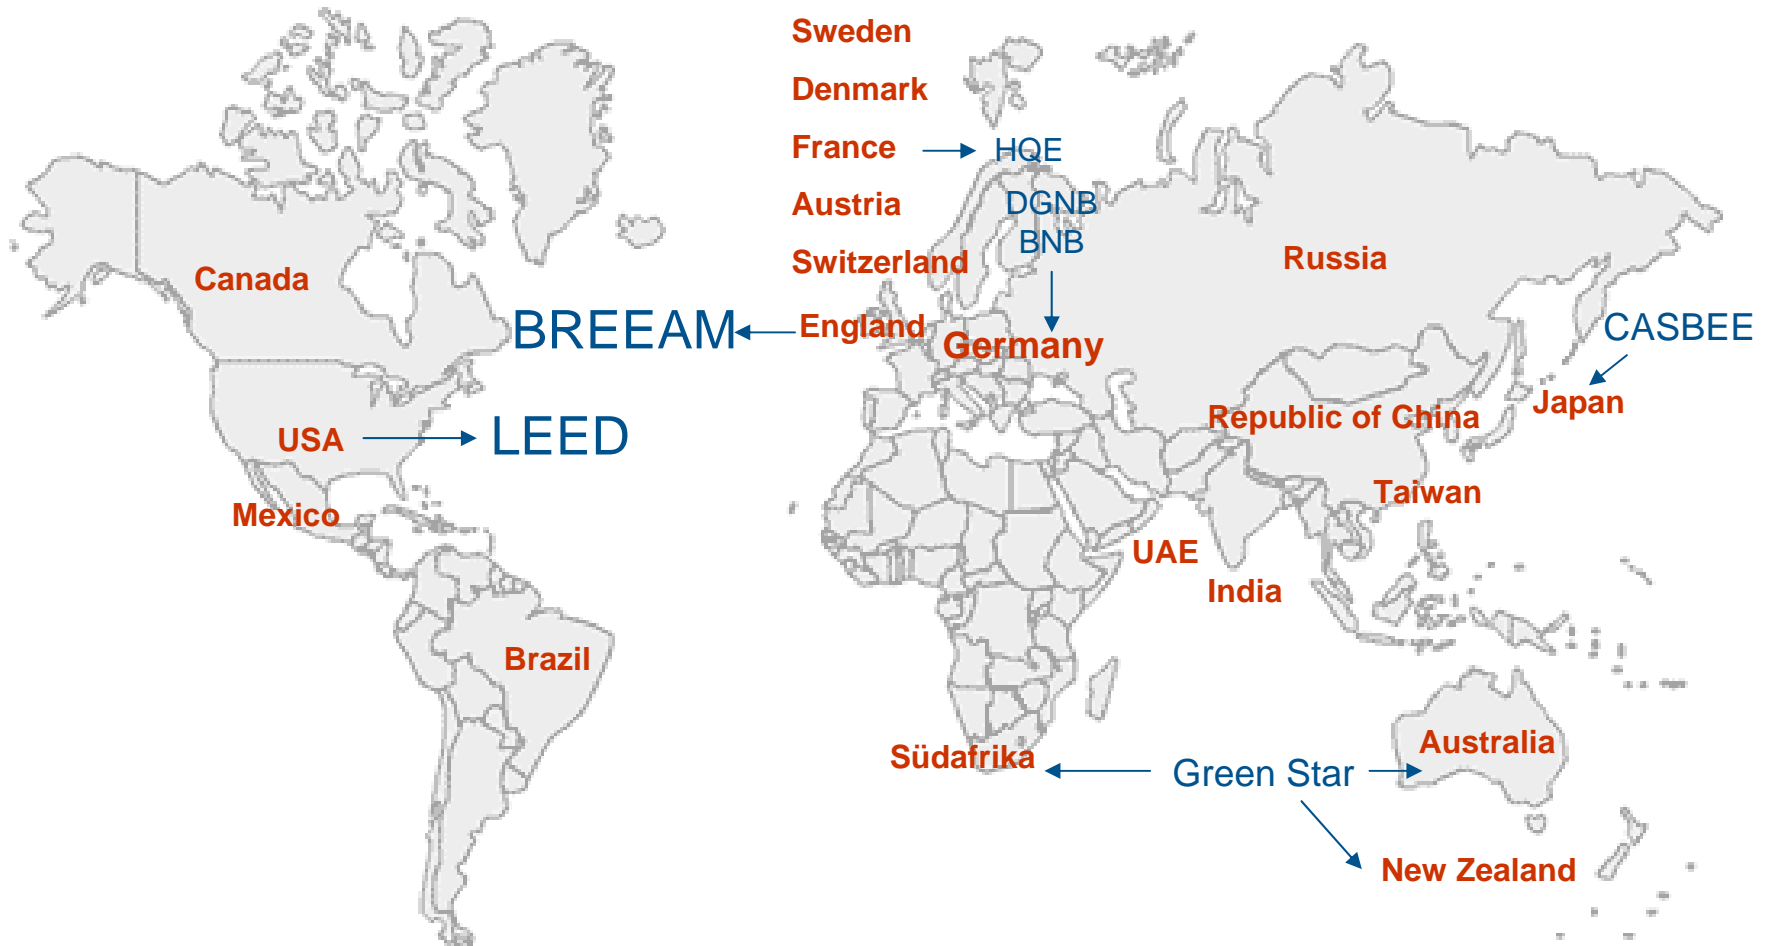 Sweden
Denmark
France
HQE
Austria
DGNB
BNB
Switzerland
Russia
Canada
BREEAM
England
Germany
CASBEE
Japan
Republic of China
USA
LEED
Taiwan
Mexico
UAE
India
Brazil
Australia
Südafrika
Green Star
New Zealand